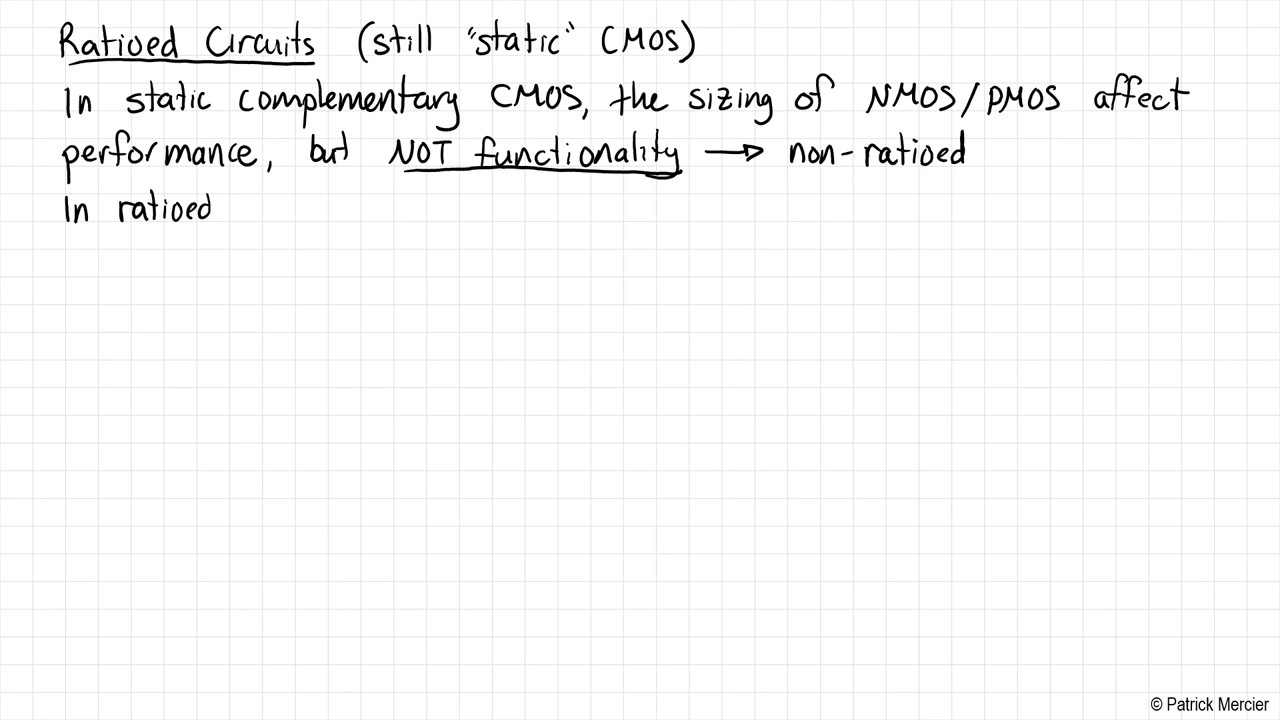 Ratioed Circuits (still "static" CMOS)
In static complementary CMOS, the sizing of NMOS/PMOS affect
performance, but NOT functionality → non-ratioed
In ratioed
© Patrick Mercier